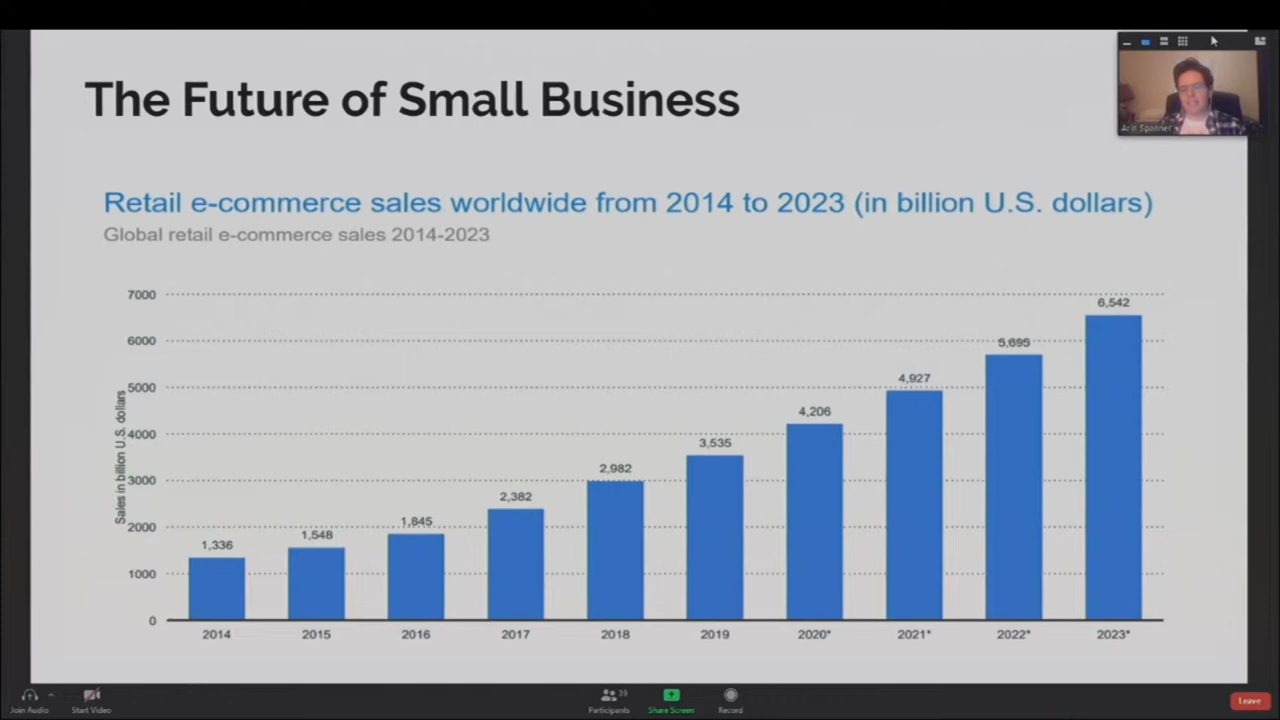 The Future of Small Business
Retail e-commerce sales worldwide from 2014 to 2023 (in billion U.S. dollars)
Global retail e-commerce sales 2014-2023
Sales in billion U.S. dollars
7000
6000
5000
4000
3000
2000
1000
0
1,336
1,548
1,845
2,382
2,982
3,535
4,206
4,927
5,695
6,542
2014 2015 2016 2017 2018 2019 2020* 2021* 2022* 2023*
Spanner
39
Join Audio Start Video Participants Share Screen Record Leave